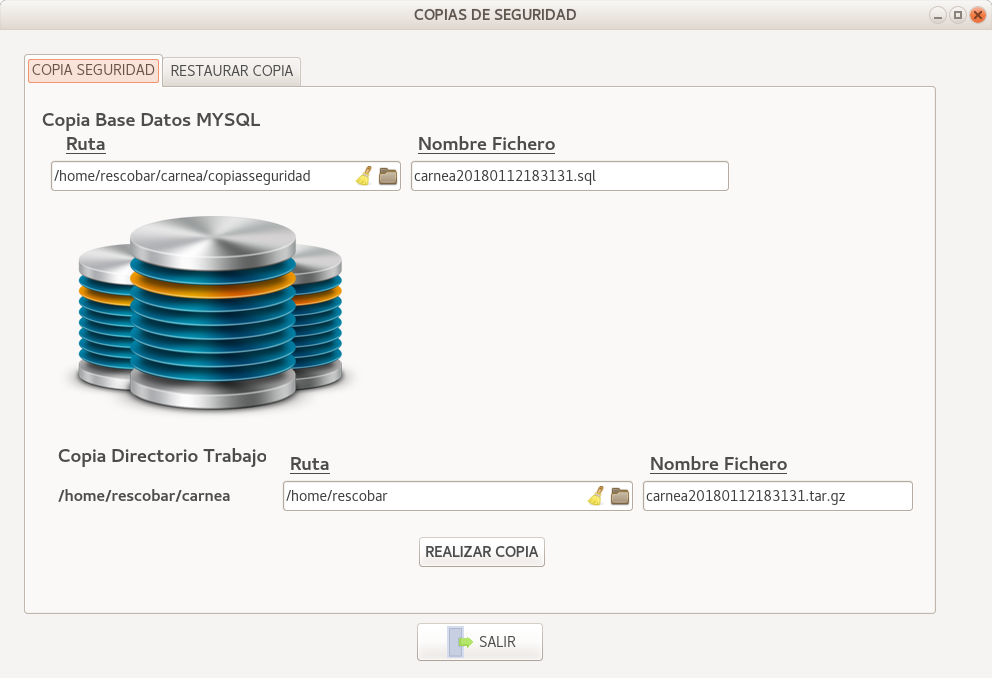 COPIAS DE SEGURIDAD
COPIA SEGURIDAD
RESTAURAR COPIA
Copia Base Datos MYSQL
Ruta
Nombre Fichero
/home/rescobar/carnea/copiasseguridad
carnea20180112183131.sql
Copia Directorio Trabajo
Ruta
Nombre Fichero
/home/rescobar/carnea
/home/rescobar
carnea20180112183131.tar.gz
REALIZAR COPIA
SALIR